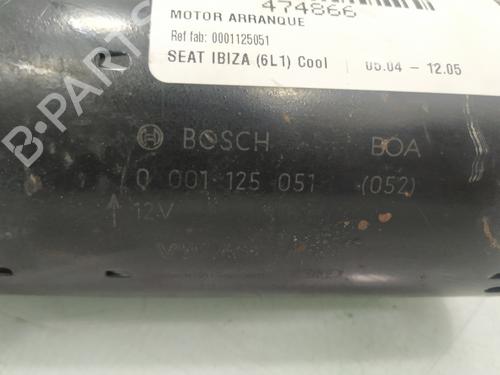 474866
MOTOR ARRANQUE
Ref fab: 0001125051
SEAT IBIZA (6L1) Cool 05.04 - 12.05
BOSCH BOA
0 001 125 051 (052)
12V